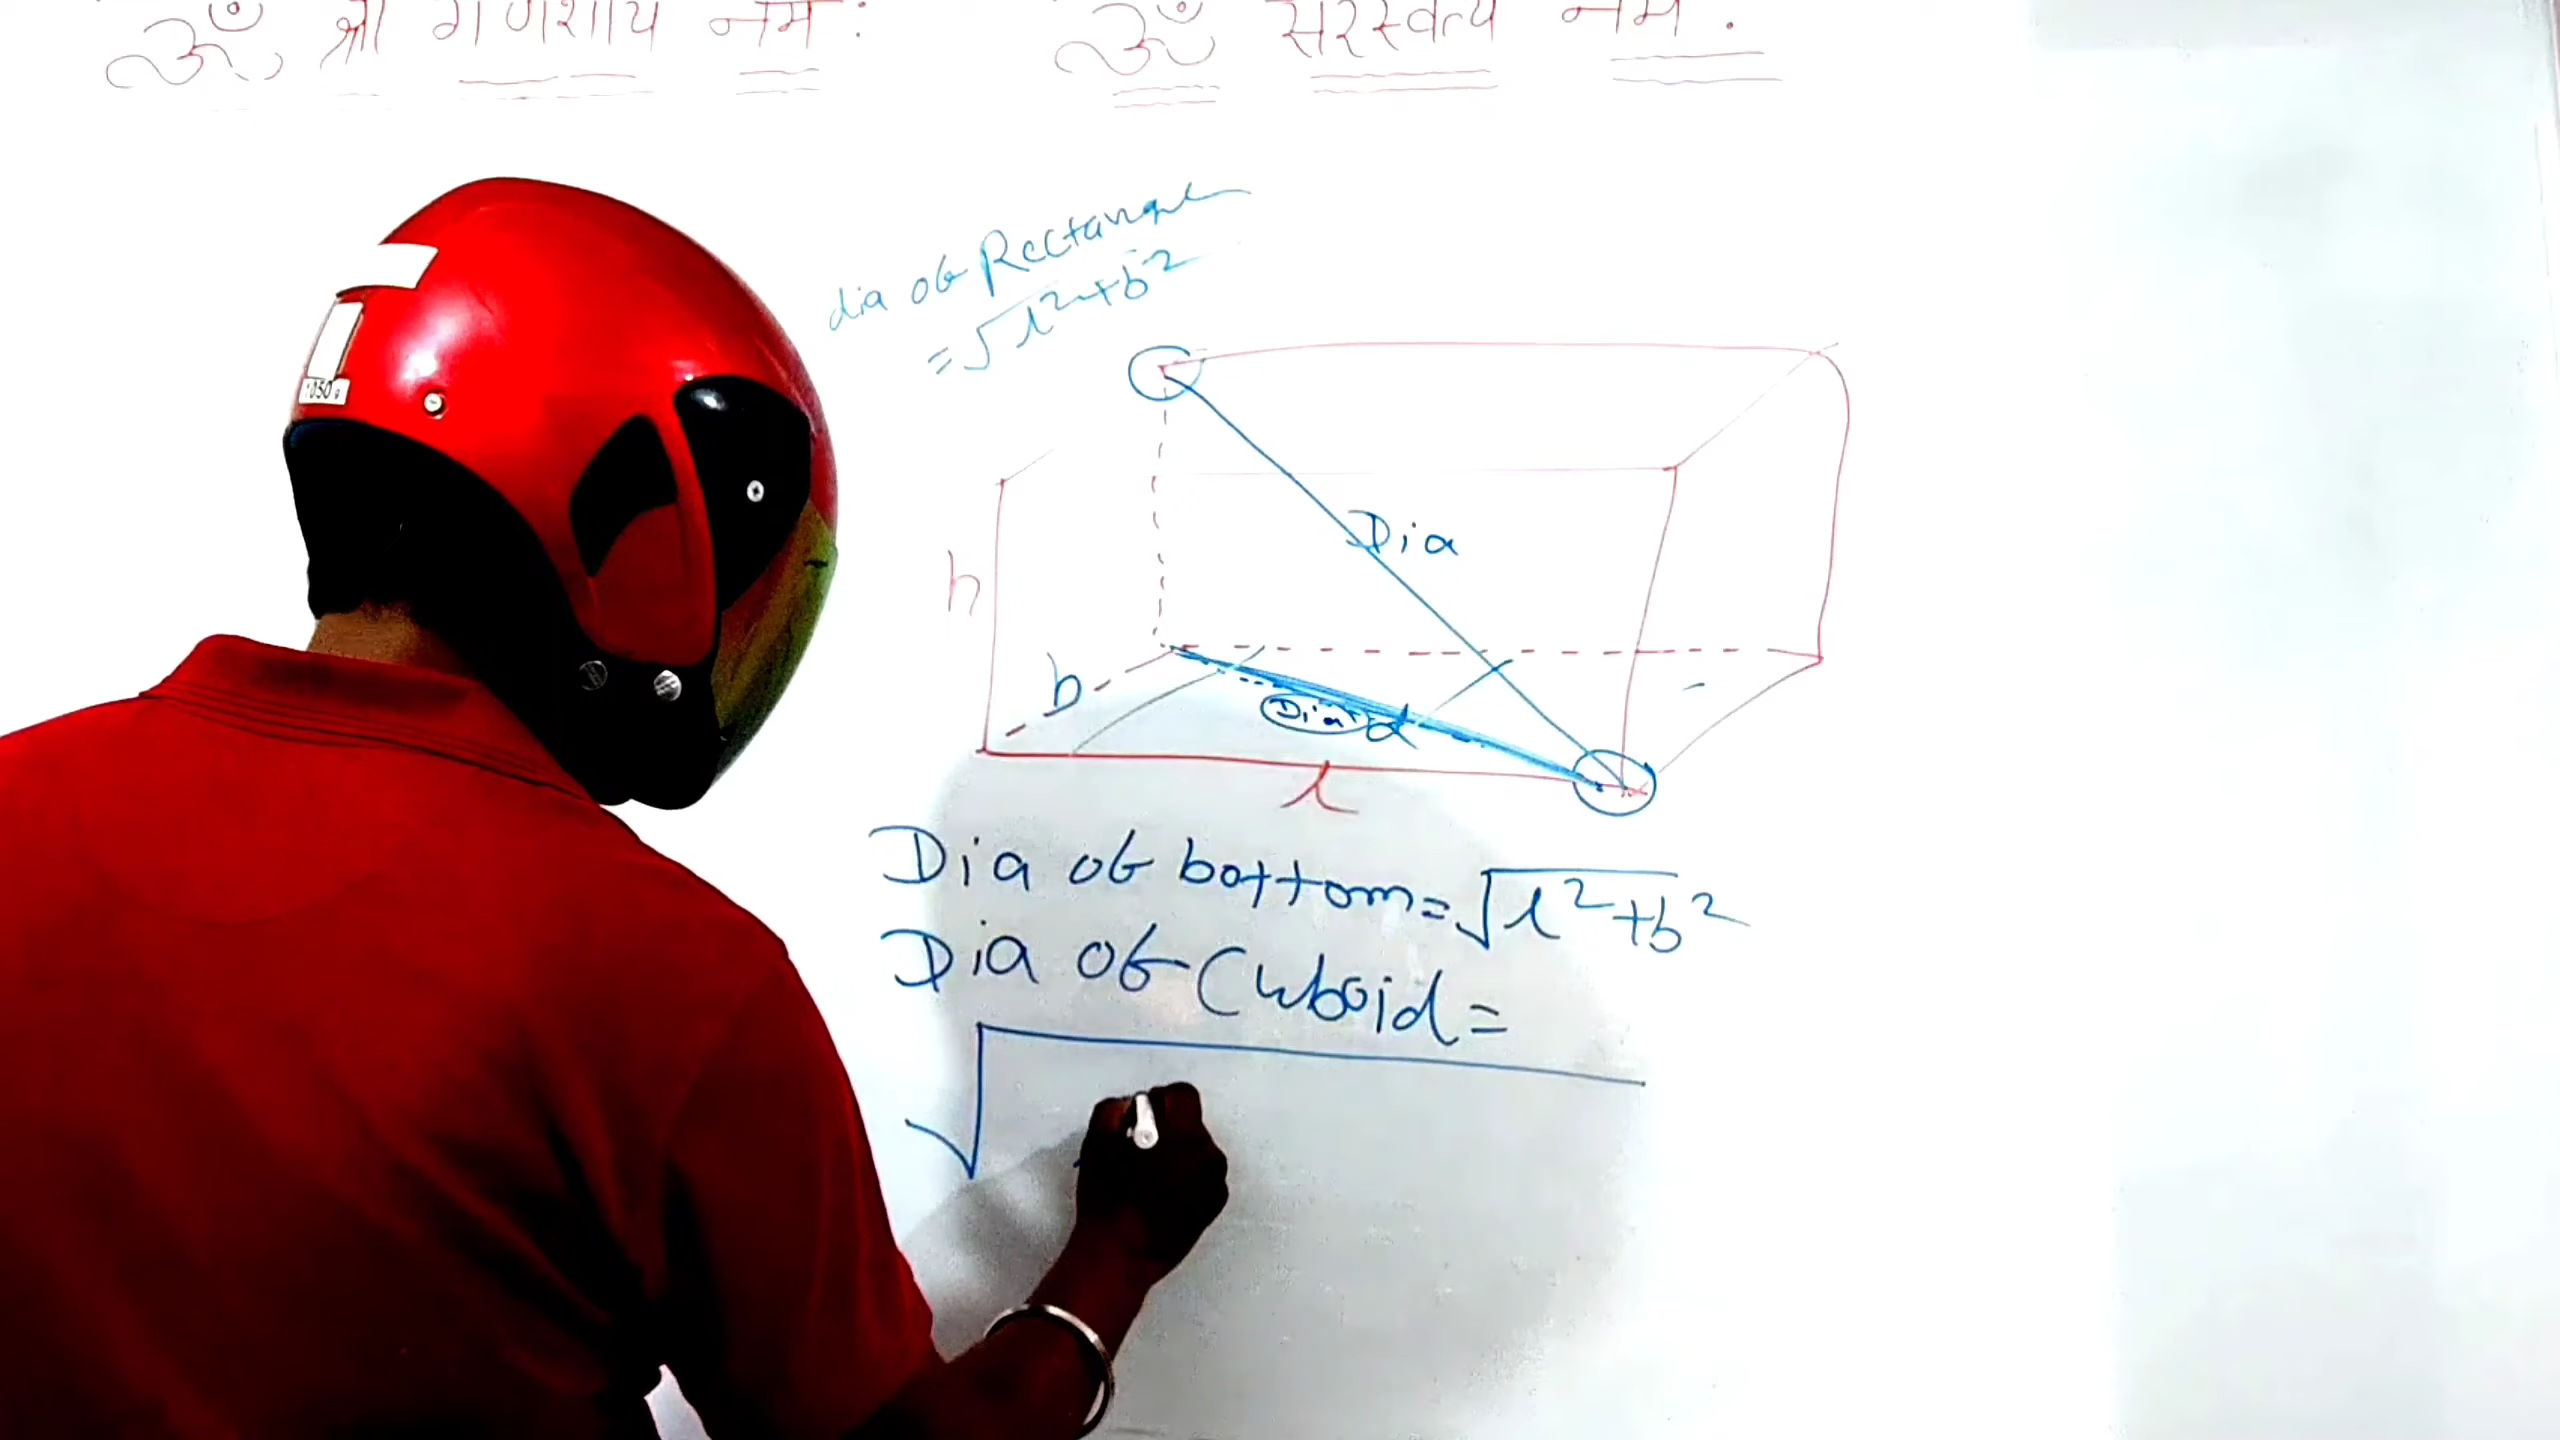 ॐ श्री गणेशाय नमः ॐ सरस्वत्यै नमः
dia of Rectangle
= √l²+b²
1050 g
Dia
h
b
Dia d
l
Dia of bottom = √l²+b²
Dia of Cuboid =
√